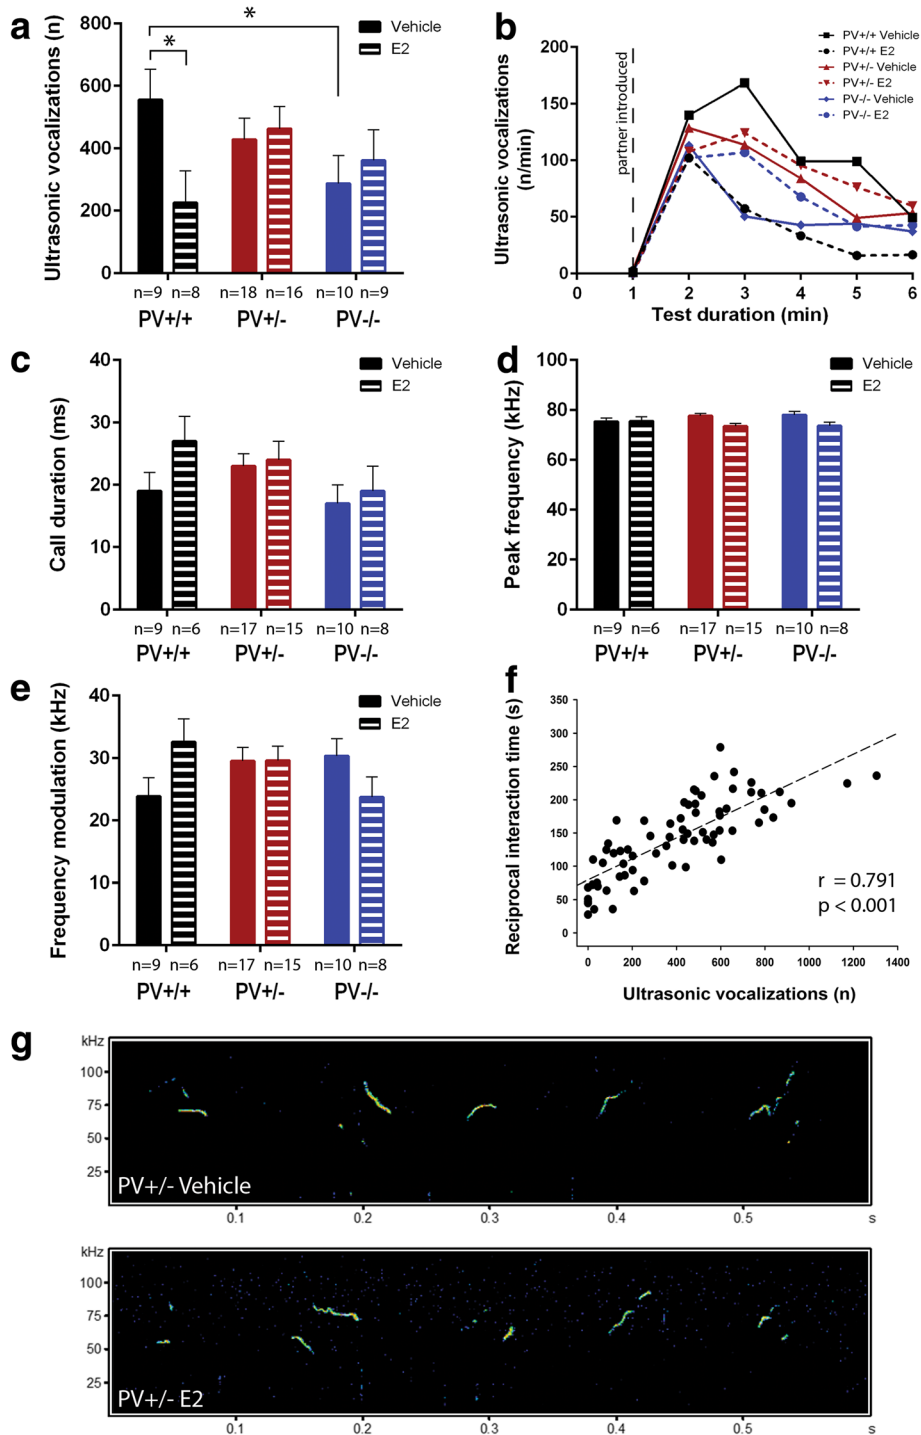 a
Ultrasonic vocalizations (n)
800
600
400
200
0
*
*
Vehicle
E2
n=9 n=8 n=18 n=16 n=10 n=9
PV+/+ PV+/- PV-/-
b
Ultrasonic vocalizations
(n/min)
200
150
100
50
0
partner introduced
PV+/+ Vehicle
PV+/+ E2
PV+/- Vehicle
PV+/- E2
PV-/- Vehicle
PV-/- E2
0 1 2 3 4 5 6
Test duration (min)
c
Call duration (ms)
40
30
20
10
0
Vehicle
E2
n=9 n=6 n=17 n=15 n=10 n=8
PV+/+ PV+/- PV-/-
d
Peak frequency (kHz)
100
80
60
40
20
0
Vehicle
E2
n=9 n=6 n=17 n=15 n=10 n=8
PV+/+ PV+/- PV-/-
e
Frequency modulation (kHz)
40
30
20
10
0
Vehicle
E2
n=9 n=6 n=17 n=15 n=10 n=8
PV+/+ PV+/- PV-/-
f
Reciprocal interaction time (s)
350
300
250
200
150
100
50
0
r = 0.791
p < 0.001
0 200 400 600 800 1000 1200 1400
Ultrasonic vocalizations (n)
g
kHz
100
75
50
25
PV+/- Vehicle
0.1 0.2 0.3 0.4 0.5 s
kHz
100
75
50
25
PV+/- E2
0.1 0.2 0.3 0.4 0.5 s